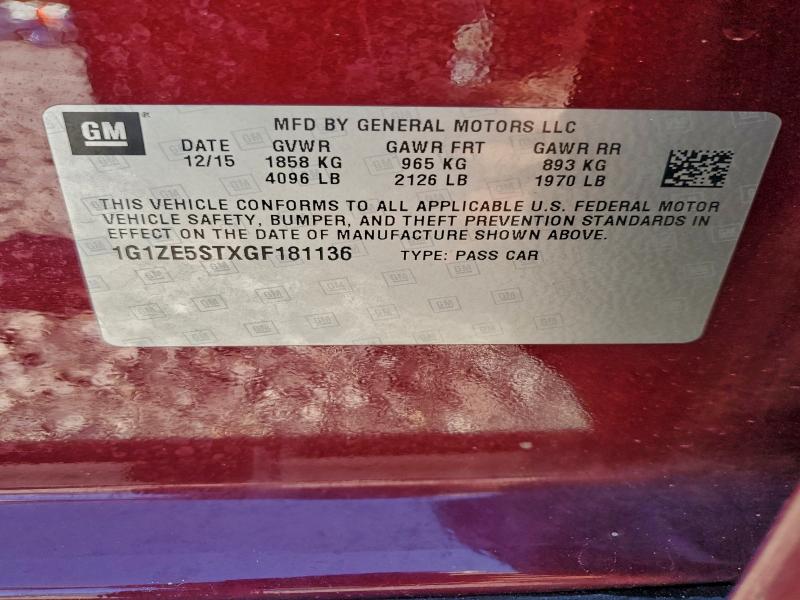 GM
MFD BY GENERAL MOTORS LLC
DATE GVWR GAWR FRT GAWR RR
12/15 1858 KG 965 KG 893 KG
4096 LB 2126 LB 1970 LB
THIS VEHICLE CONFORMS TO ALL APPLICABLE U.S. FEDERAL MOTOR
VEHICLE SAFETY, BUMPER, AND THEFT PREVENTION STANDARDS IN
EFFECT ON THE DATE OF MANUFACTURE SHOWN ABOVE.
1G1ZE5STXGF181136 TYPE: PASS CAR